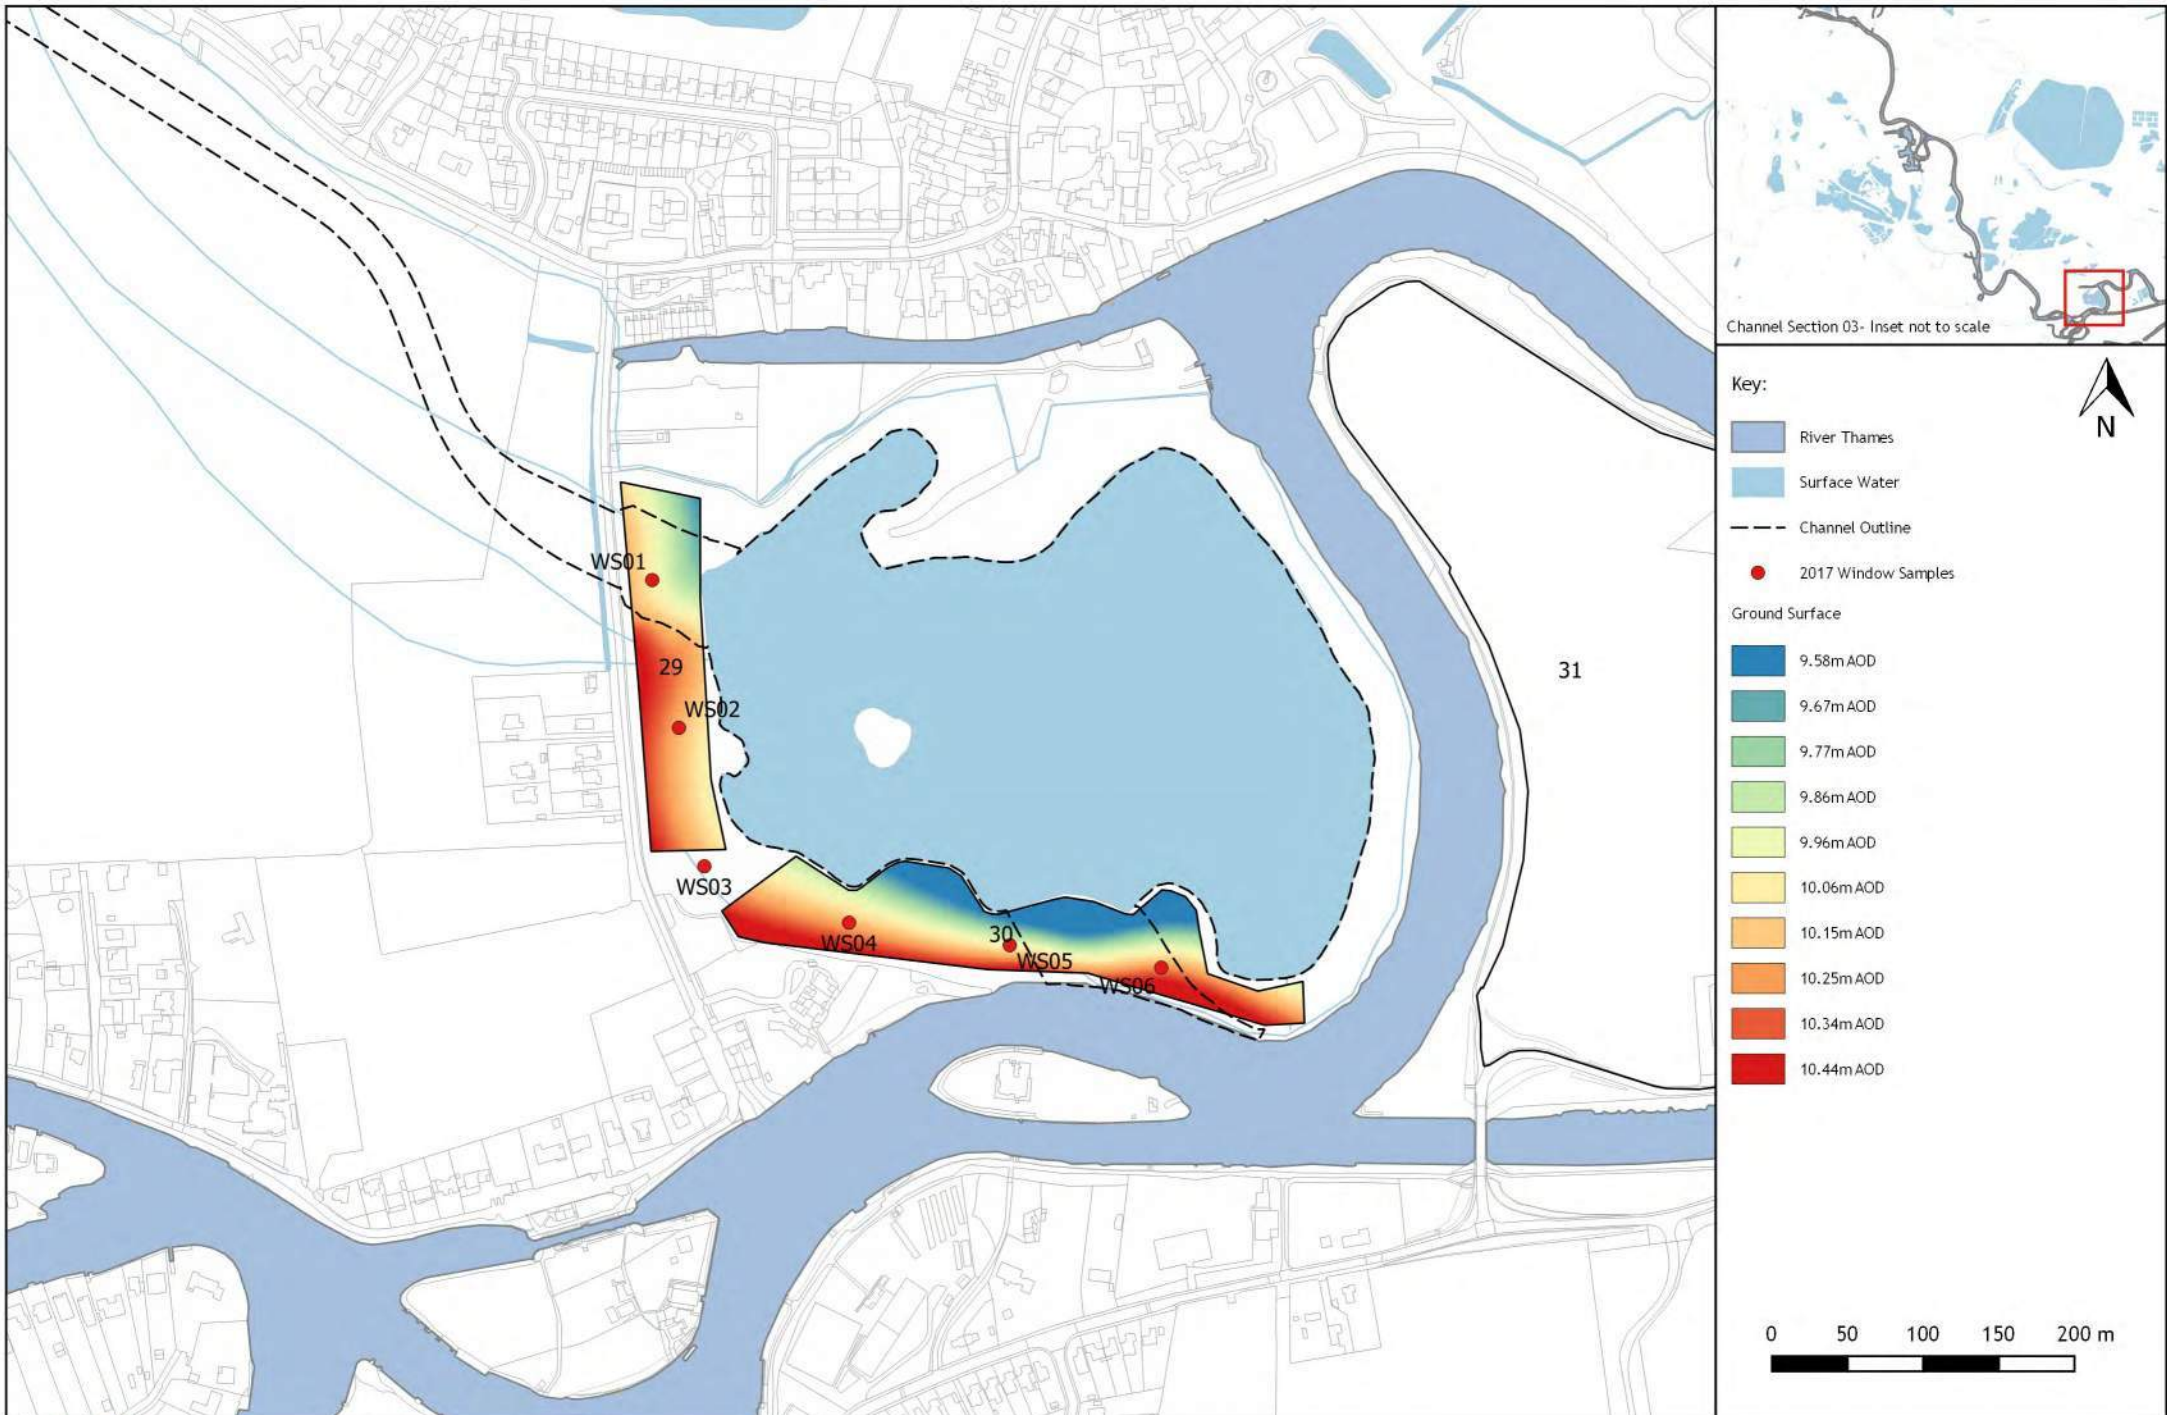 WS01
29
WS02
WS03
WS04
30
WS05
WS06
31
Channel Section 03- Inset not to scale
Key:
N
River Thames
Surface Water
Channel Outline
2017 Window Samples
Ground Surface
9.58m AOD
9.67m AOD
9.77m AOD
9.86m AOD
9.96m AOD
10.06m AOD
10.15m AOD
10.25m AOD
10.34m AOD
10.44m AOD
0 50 100 150 200 m